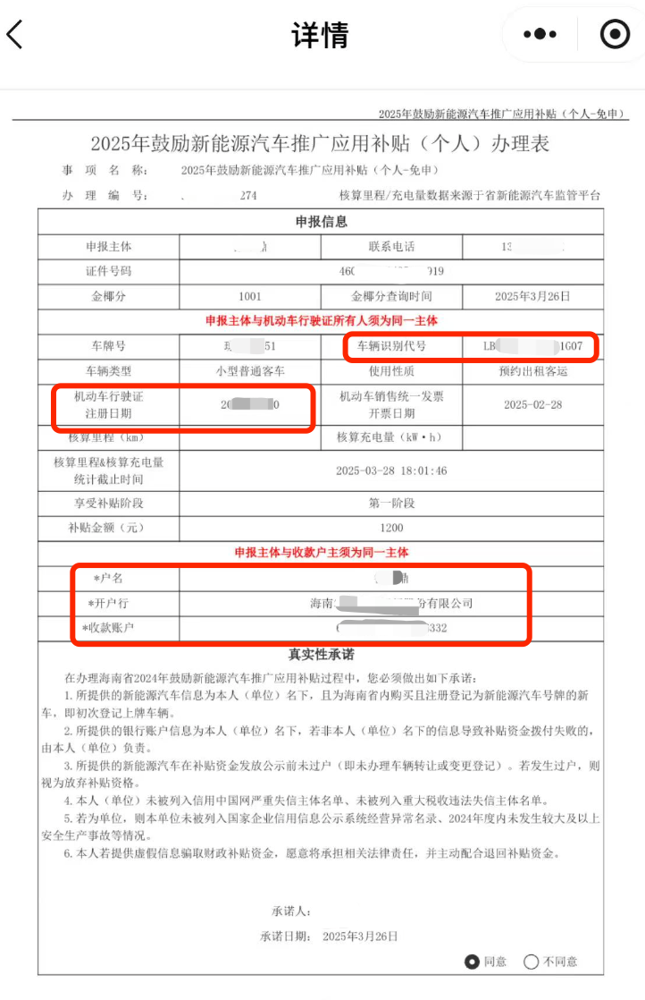 详情
2025年鼓励新能源汽车推广应用补贴（个人-免申）
2025年鼓励新能源汽车推广应用补贴（个人）办理表
事 项 名 称： 2025年鼓励新能源汽车推广应用补贴（个人-免申）
办 理 编 号： 274 核算里程/充电量数据来源于省新能源汽车监管平台
申报信息
申报主体 联系电话 13
证件号码 460 919
金椰分 1001 金椰分查询时间 2025年3月26日
申报主体与机动车行驶证所有人须为同一主体
车牌号 51 车辆识别代号 LB 1G07
车辆类型 小型普通客车 使用性质 预约出租客运
机动车行驶证
注册日期 20 0 机动车销售统一发票
开票日期 2025-02-28
核算里程（km） 核算充电量（kW·h）
核算里程&核算充电量
统计截止时间 2025-03-28 18:01:46
享受补贴阶段 第一阶段
补贴金额（元） 1200
申报主体与收款户主须为同一主体
*户名
*开户行 海南 份有限公司
*收款账户 6 332
真实性承诺
在办理海南省2024年鼓励新能源汽车推广应用补贴过程中，您必须做出如下承诺：
1.所提供的新能源汽车信息为本人（单位）名下，且为海南省内购买且注册登记为新能源汽车号牌的新
车，即初次登记上牌车辆。
2.所提供的银行账户信息为本人（单位）名下，若非本人（单位）名下的信息导致补贴资金拨付失败的，
由本人（单位）负责。
3.所提供的新能源汽车在补贴资金发放公示前未过户（即未办理车辆转让或变更登记）。若发生过户，则
视为放弃补贴资格。
4.本人（单位）未被列入信用中国网严重失信主体名单、未被列入重大税收违法失信主体名单。
5.若为单位，则本单位未被列入国家企业信用信息公示系统经营异常名录、2024年度内未发生较大及以上
安全生产事故等情况。
6.本人若提供虚假信息骗取财政补贴资金，愿意将承担相关法律责任，并主动配合退回补贴资金。
承诺人：
承诺日期： 2025年3月26日
同意 不同意